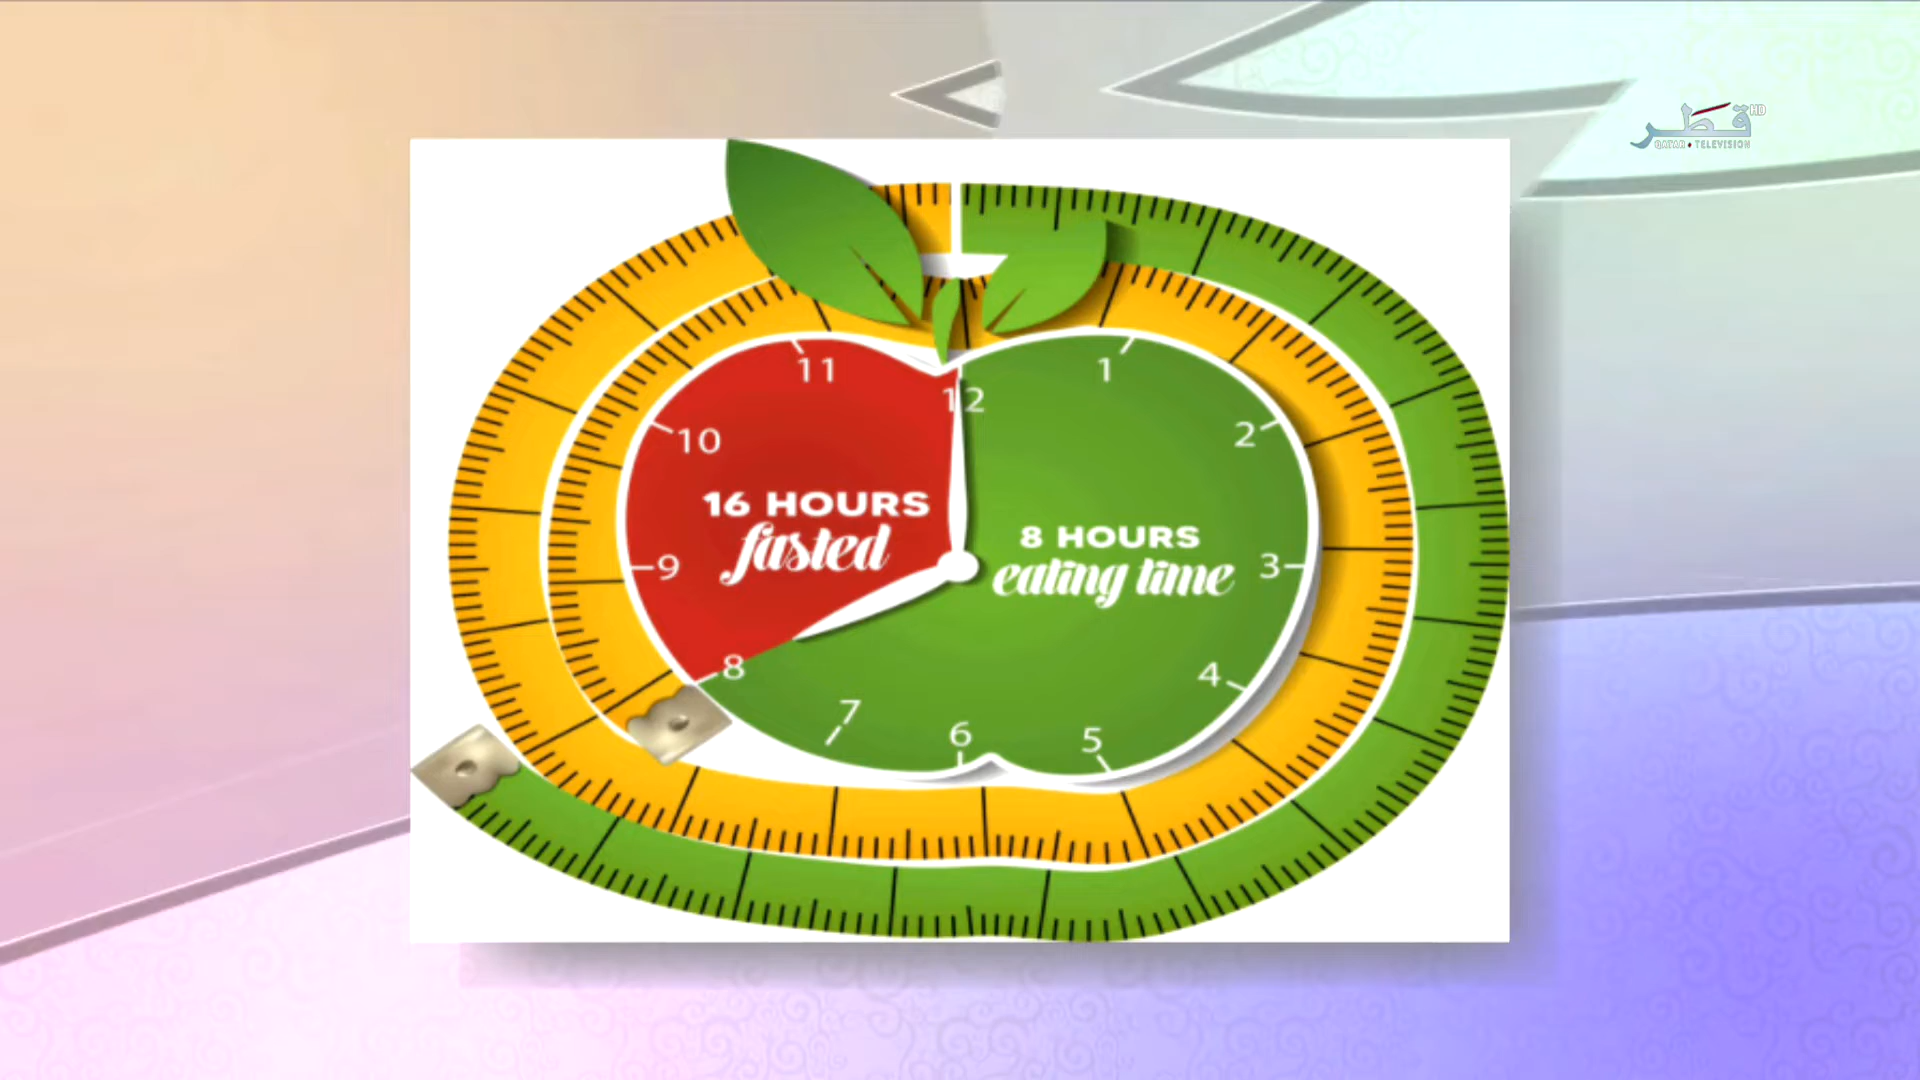 قطر HD
QATAR TELEVISION
11
12
1
10
2
16 HOURS
fasted
8 HOURS
eating time
9
3
8
4
7
6
5